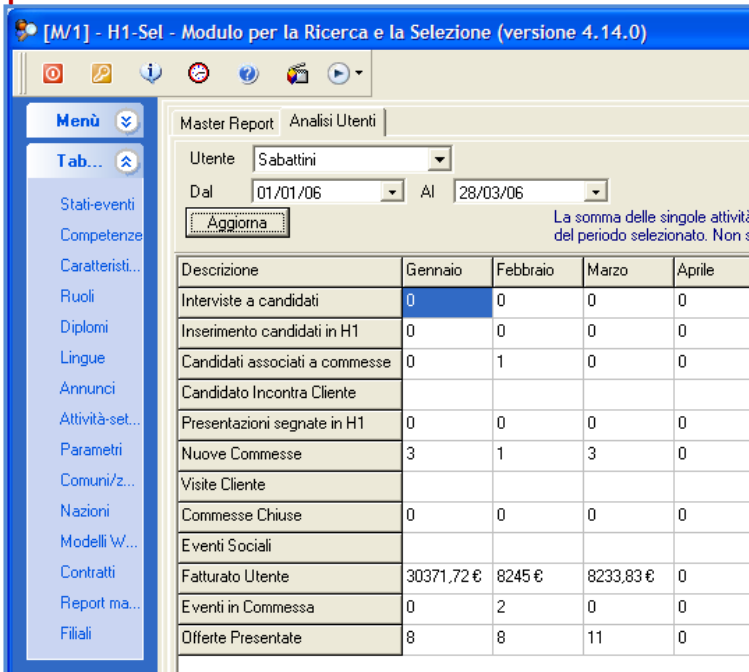 [M/1] - H1-Sel - Modulo per la Ricerca e la Selezione (versione 4.14.0)
Menù
Tab...
Stati-eventi
Competenze
Caratteristi...
Ruoli
Diplomi
Lingue
Annunci
Attività-set...
Parametri
Comuni/z...
Nazioni
Modelli W...
Contratti
Report ma...
Filiali
Master Report Analisi Utenti
Utente Sabattini
Dal 01/01/06 Al 28/03/06
Aggiorna
La somma delle singole attività
del periodo selezionato. Non s
Descrizione Gennaio Febbraio Marzo Aprile
Interviste a candidati 0 0 0 0
Inserimento candidati in H1 0 0 0 0
Candidati associati a commesse 0 1 0 0
Candidato Incontra Cliente
Presentazioni segnate in H1 0 0 0 0
Nuove Commesse 3 1 3 0
Visite Cliente
Commesse Chiuse 0 0 0 0
Eventi Sociali
Fatturato Utente 30371,72 € 8245 € 8233,83 € 0
Eventi in Commessa 0 2 0 0
Offerte Presentate 8 8 11 0